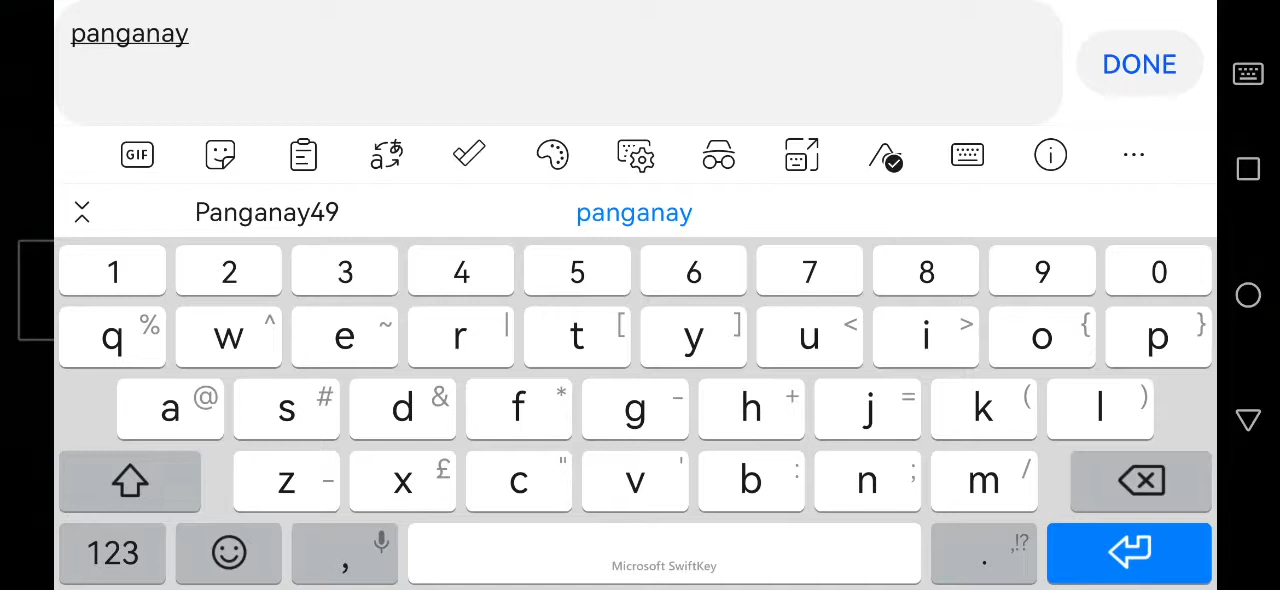 panganay
DONE
GIF
Panganay49 panganay
1 2 3 4 5 6 7 8 9 0
q % w ^ e ~ r | t [ y ] u < i > o { p }
a @ s # d & f * g - h + j = k ( l )
z _ x £ c " v ' b : n ; m /
123 , Microsoft SwiftKey . ,!?